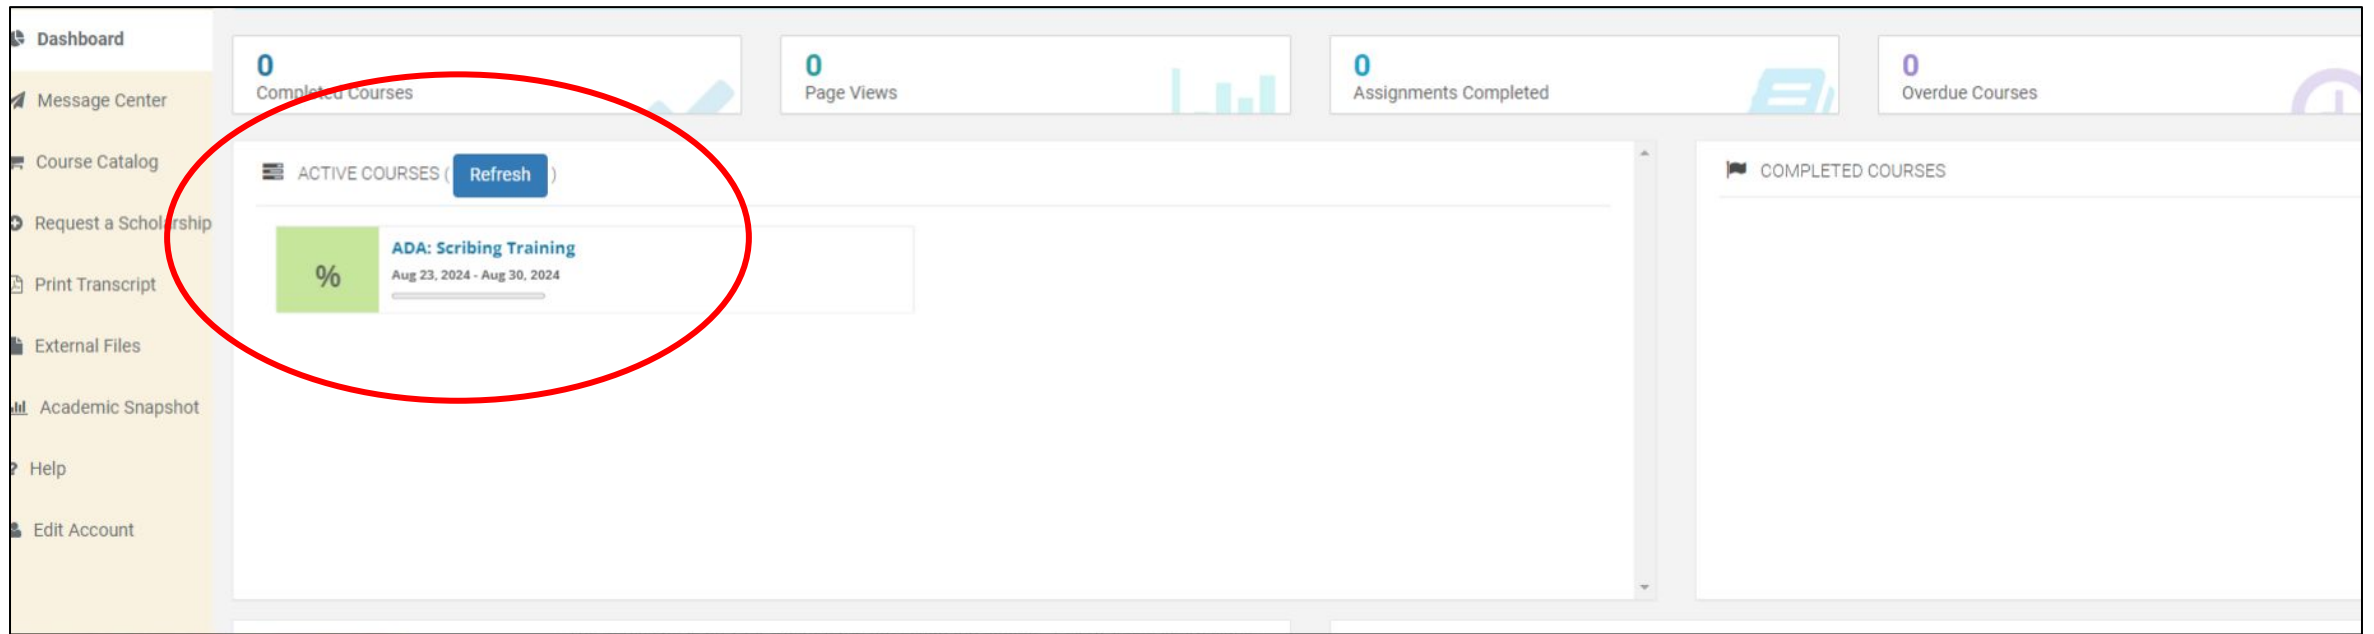 Dashboard
Message Center
Course Catalog
Request a Scholarship
Print Transcript
External Files
Academic Snapshot
? Help
Edit Account
0
Completed Courses
0
Page Views
0
Assignments Completed
0
Overdue Courses
ACTIVE COURSES ( Refresh )
%
ADA: Scribing Training
Aug 23, 2024 - Aug 30, 2024
COMPLETED COURSES